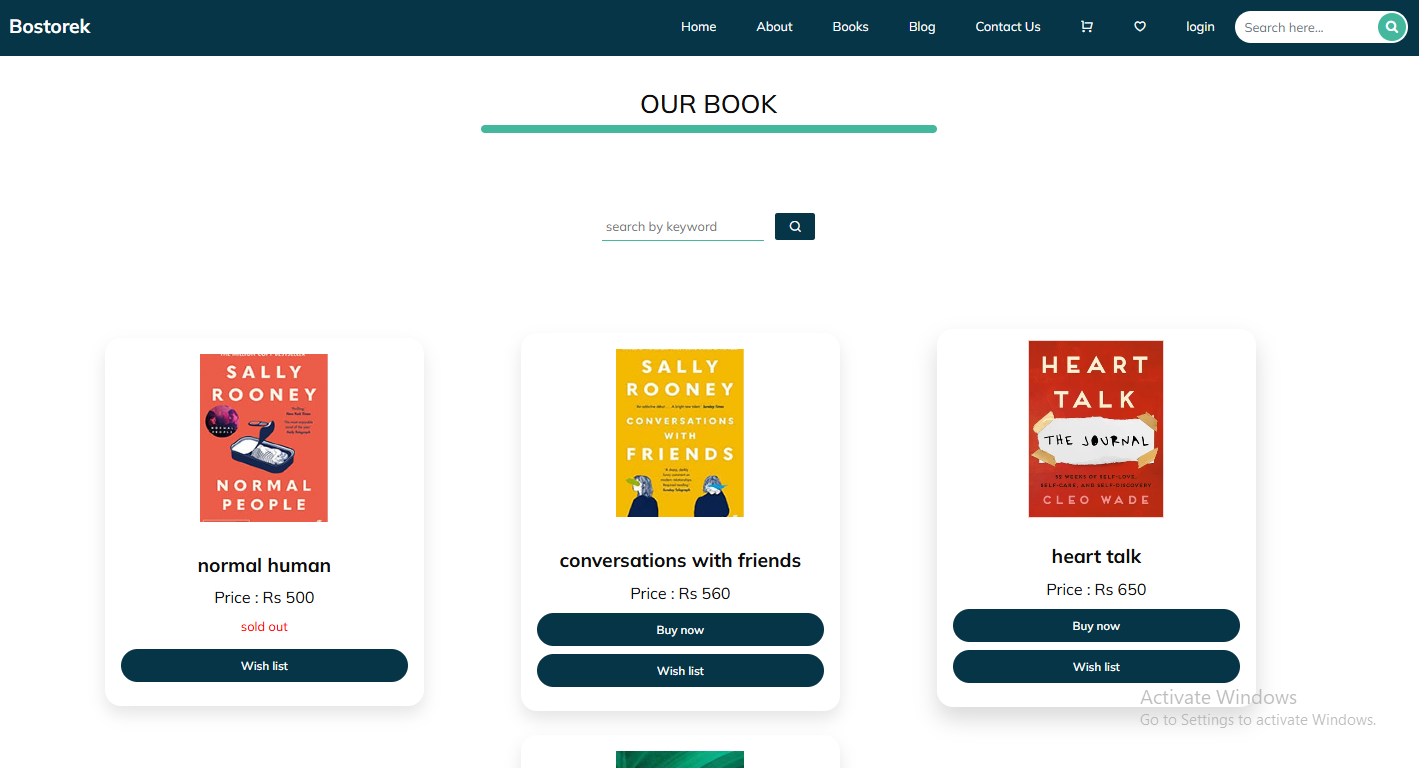 Bostorek
Home
About
Books
Blog
Contact Us
login
Search here...
OUR BOOK
search by keyword
SALLY
ROONEY
NORMAL
PEOPLE
normal human
Price : Rs 500
sold out
Wish list
SALLY
ROONEY
CONVERSATIONS
WITH
FRIENDS
conversations with friends
Price : Rs 560
Buy now
Wish list
HEART
TALK
THE JOURNAL
52 WEEKS OF SELF-LOVE,
SELF-CARE, AND SELF-DISCOVERY
CLEO WADE
heart talk
Price : Rs 650
Buy now
Wish list
Activate Windows
Go to Settings to activate Windows.